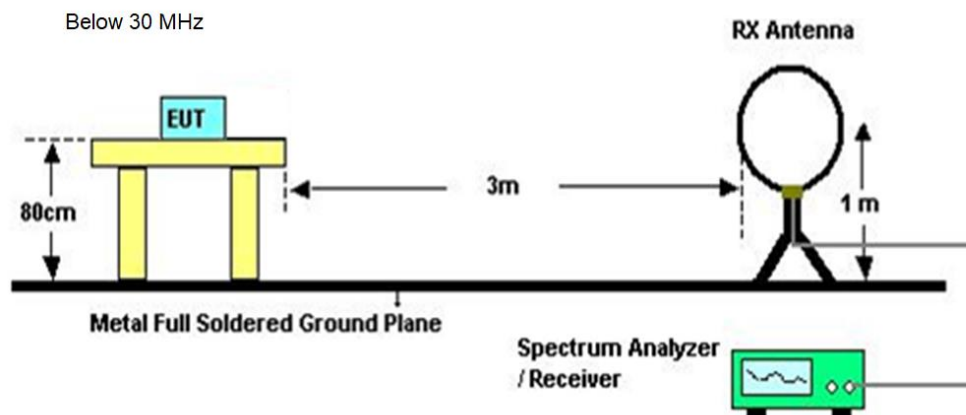 Below 30 MHz
RX Antenna
EUT
80cm
3m
1 m
Metal Full Soldered Ground Plane
Spectrum Analyzer
/ Receiver